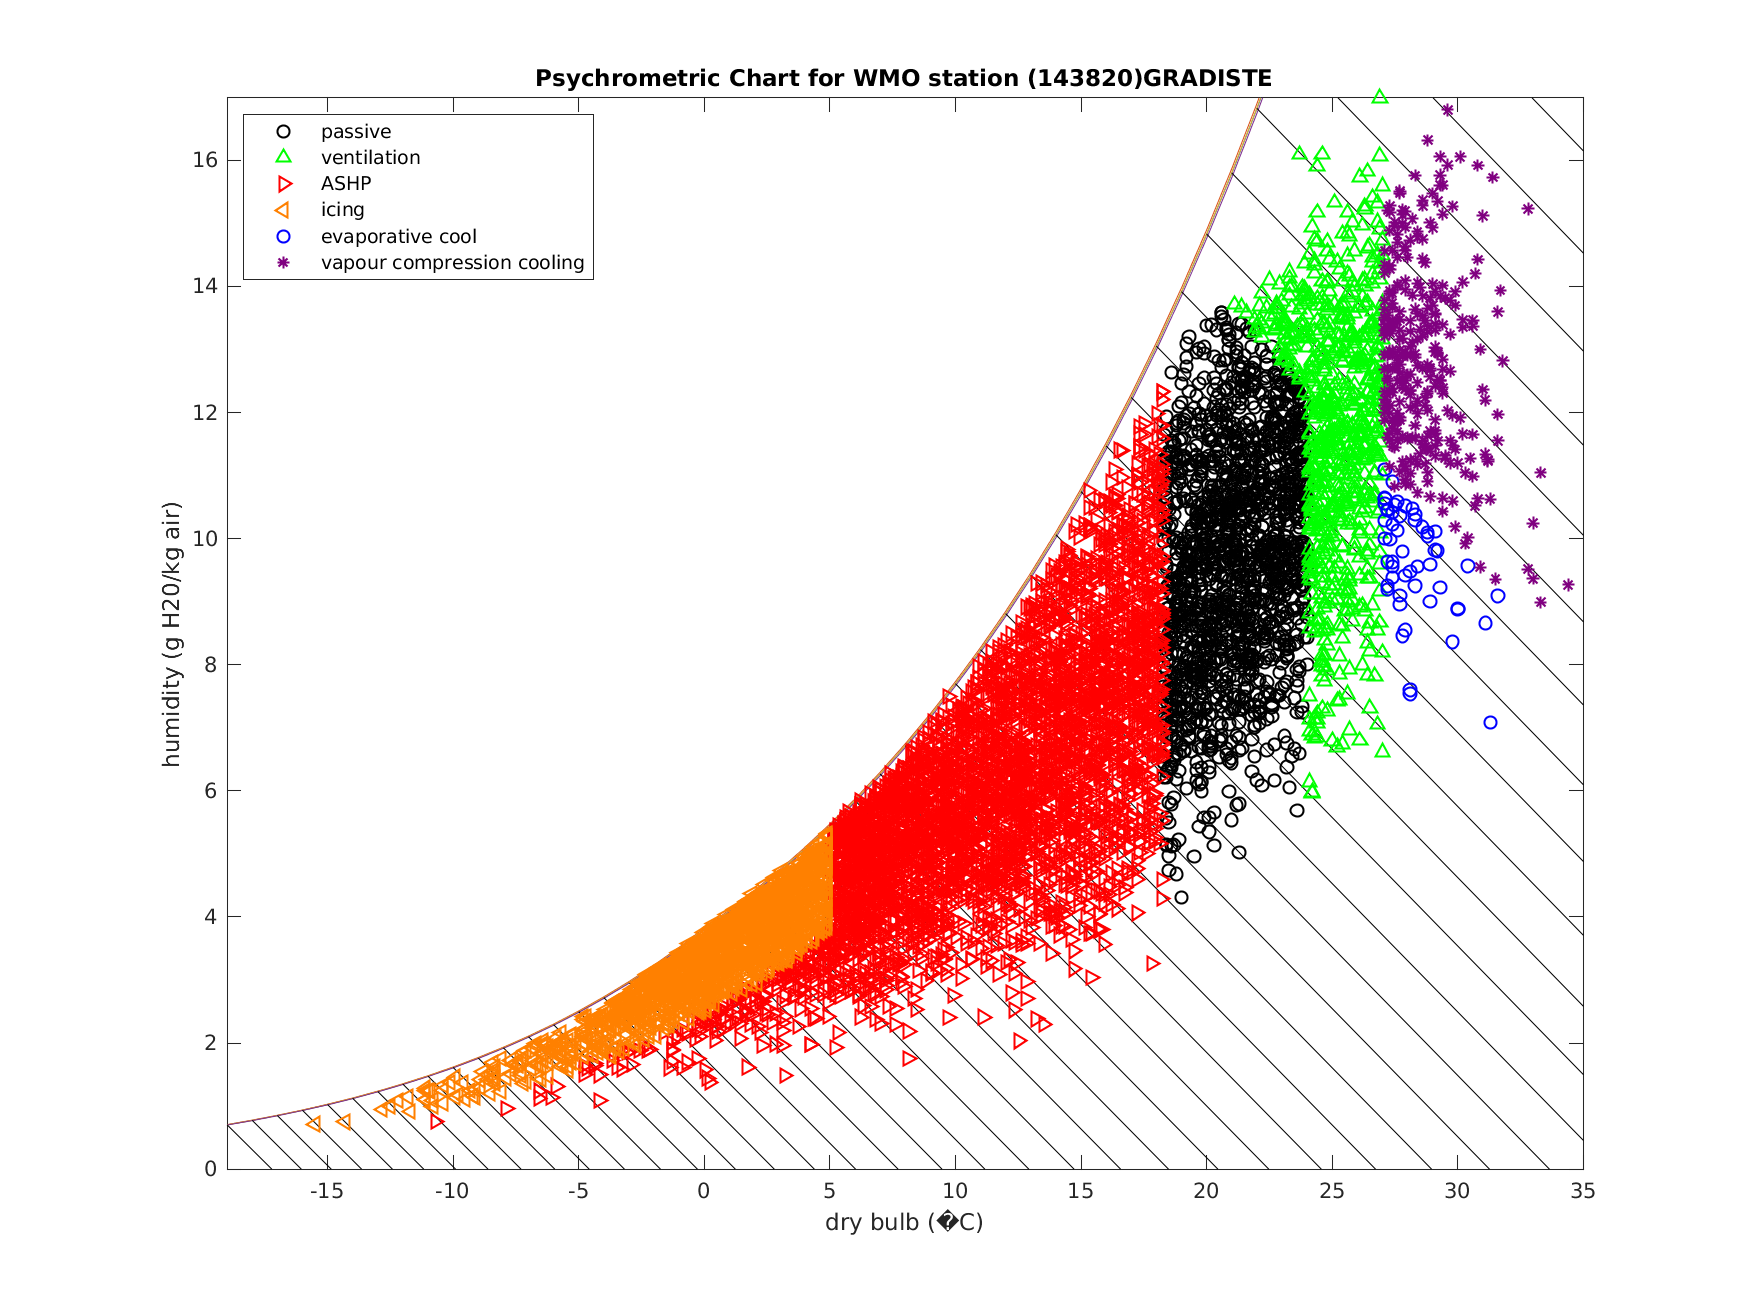 Psychrometric Chart for WMO station (143820)GRADISTE
passive
ventilation
ASHP
icing
evaporative cool
vapour compression cooling
humidity (g H20/kg air)
16
14
12
10
8
6
4
2
0
-15 -10 -5 0 5 10 15 20 25 30 35
dry bulb (�C)